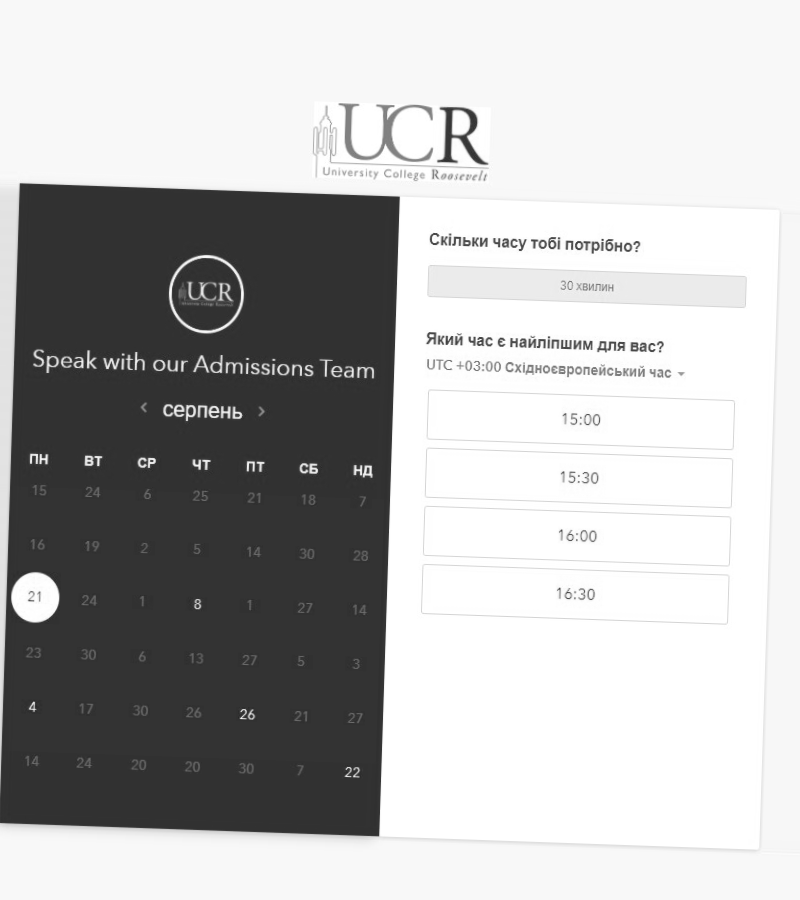 UCR
University College Roosevelt
UCR
Speak with our Admissions Team
‹ серпень ›
ПН ВТ СР ЧТ ПТ СБ НД
15 24 6 25 21 18 7
16 19 2 5 14 30 28
21 24 1 8 1 27 14
23 30 6 13 27 5 3
4 17 30 26 26 21 27
14 24 20 20 30 7 22
Скільки часу тобі потрібно?
30 хвилин
Який час є найліпшим для вас?
UTC +03:00 Східноєвропейський час
15:00
15:30
16:00
16:30